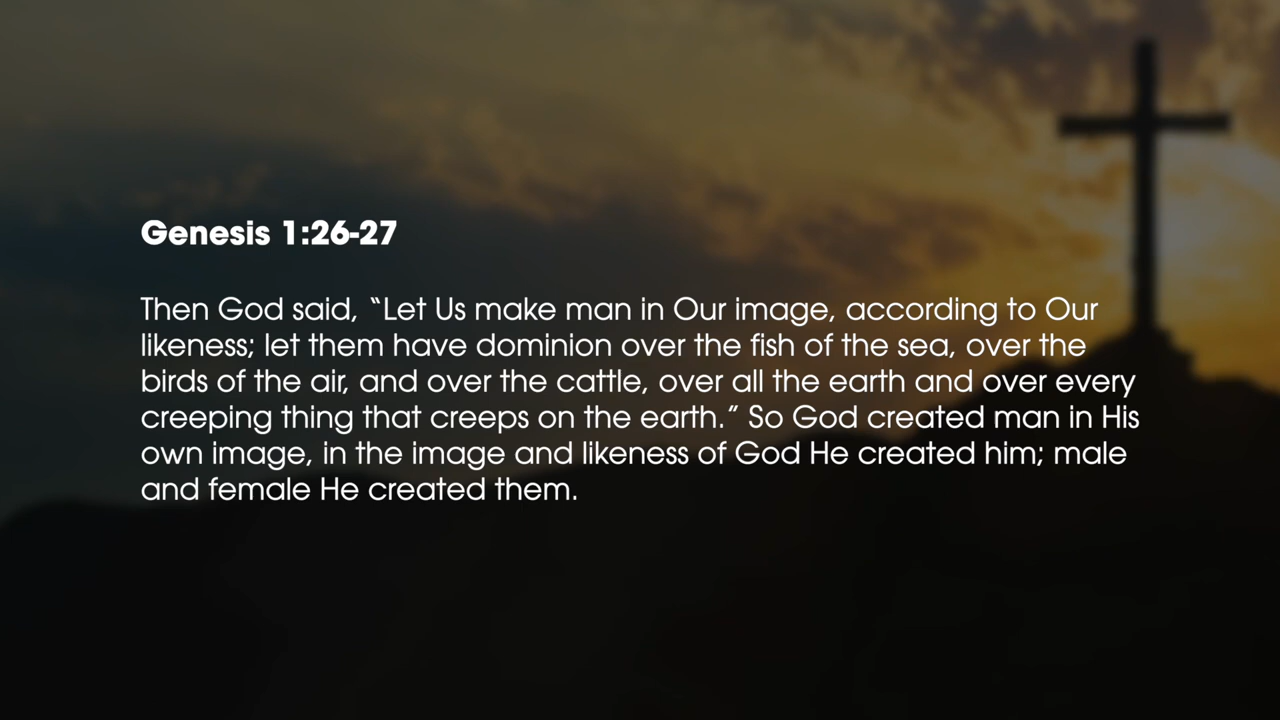 Genesis 1:26-27
Then God said, “Let Us make man in Our image, according to Our
likeness; let them have dominion over the fish of the sea, over the
birds of the air, and over the cattle, over all the earth and over every
creeping thing that creeps on the earth.” So God created man in His
own image, in the image and likeness of God He created him; male
and female He created them.